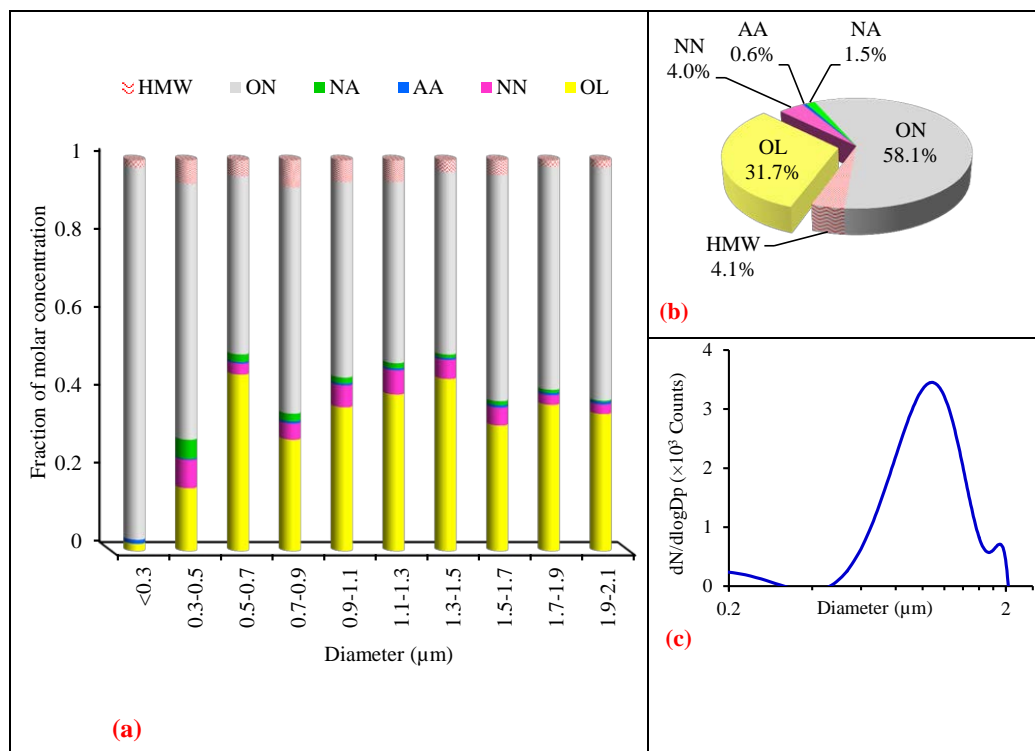 HMW ON NA AA NN OL
Fraction of molar concentration
1
0.8
0.6
0.4
0.2
0
<0.3
0.3-0.5
0.5-0.7
0.7-0.9
0.9-1.1
1.1-1.3
1.3-1.5
1.5-1.7
1.7-1.9
1.9-2.1
Diameter (µm)
(a)
AA
0.6%
NA
1.5%
NN
4.0%
ON
58.1%
OL
31.7%
HMW
4.1%
(b)
dN/dlogDp (×10³ Counts)
4
3
2
1
0
0.2
Diameter (µm)
2
(c)